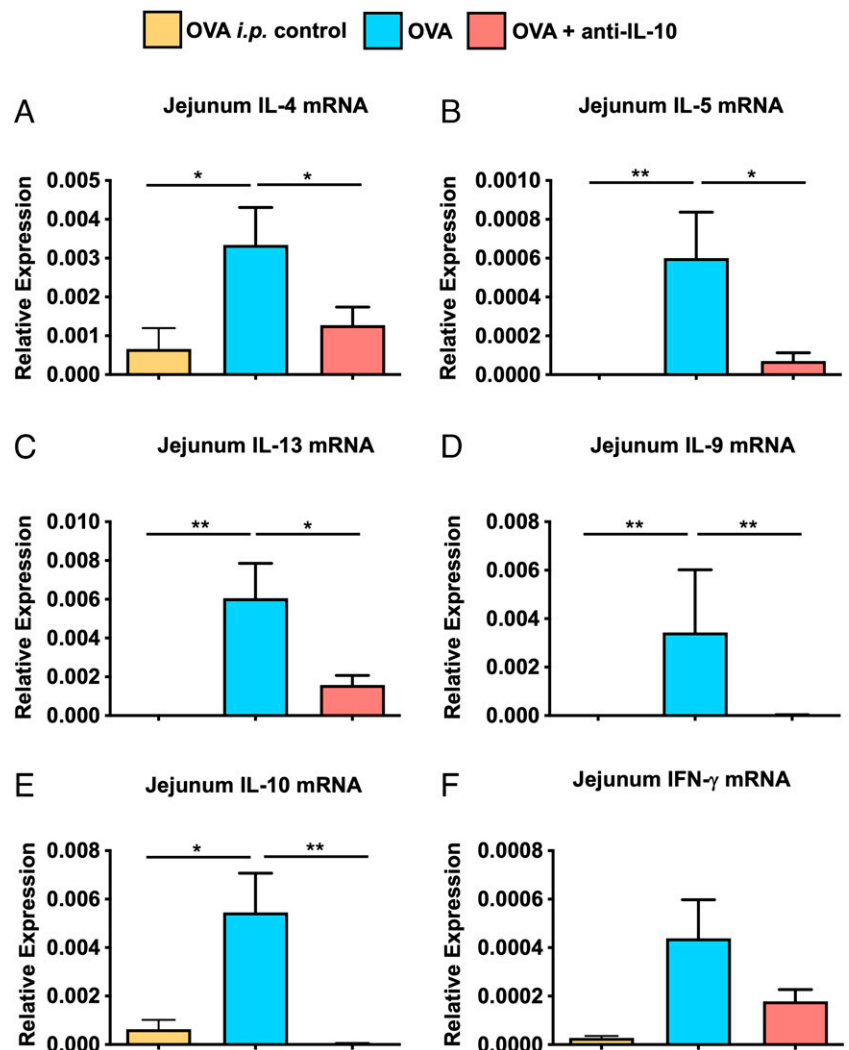 OVA i.p. control OVA OVA + anti-IL-10
A Jejunum IL-4 mRNA
Relative Expression
0.005
0.004
0.003
0.002
0.001
0.000
* *
B Jejunum IL-5 mRNA
Relative Expression
0.0010
0.0008
0.0006
0.0004
0.0002
0.0000
** *
C Jejunum IL-13 mRNA
Relative Expression
0.010
0.008
0.006
0.004
0.002
0.000
** *
D Jejunum IL-9 mRNA
Relative Expression
0.008
0.006
0.004
0.002
0.000
** **
E Jejunum IL-10 mRNA
Relative Expression
0.008
0.006
0.004
0.002
0.000
* **
F Jejunum IFN-γ mRNA
Relative Expression
0.0008
0.0006
0.0004
0.0002
0.0000